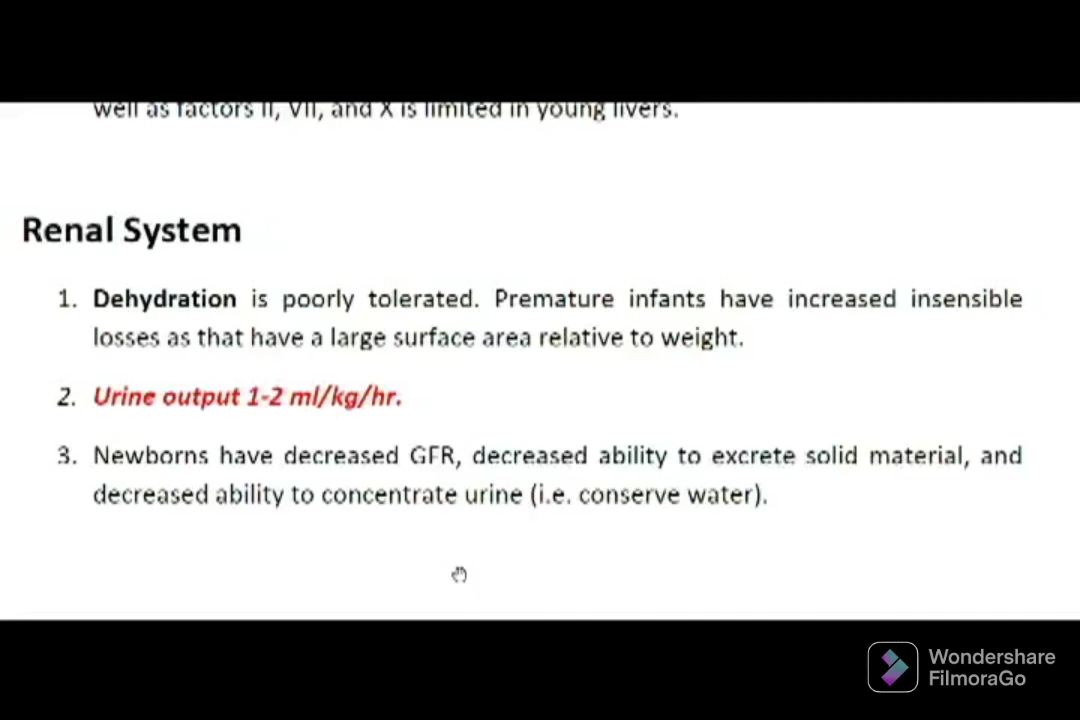 well as factors II, VII, and X is limited in young livers.
Renal System
1. Dehydration is poorly tolerated. Premature infants have increased insensible
losses as that have a large surface area relative to weight.
2. Urine output 1-2 ml/kg/hr.
3. Newborns have decreased GFR, decreased ability to excrete solid material, and
decreased ability to concentrate urine (i.e. conserve water).
Wondershare
FilmoraGo